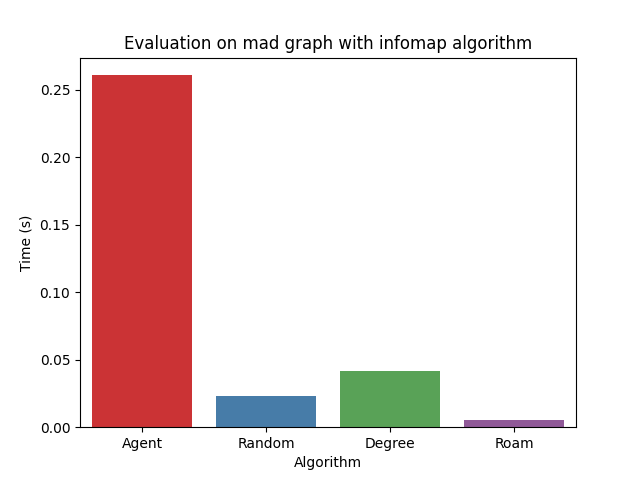 Evaluation on mad graph with infomap algorithm
0.25
0.20
0.15
0.10
0.05
0.00
Time (s)
Agent Random Degree Roam
Algorithm